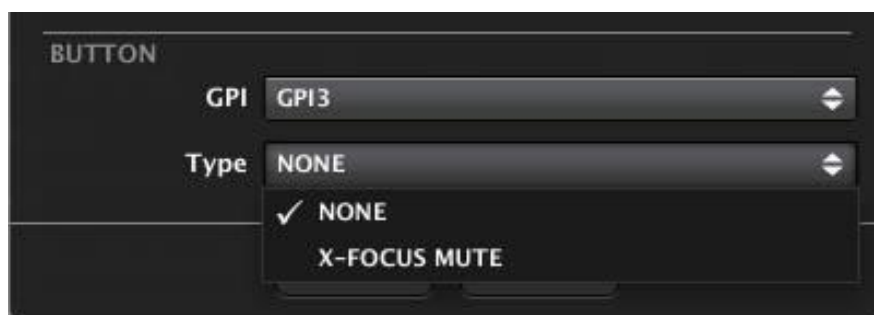 BUTTON
GPI GPI3
Type NONE
✓ NONE
X-FOCUS MUTE